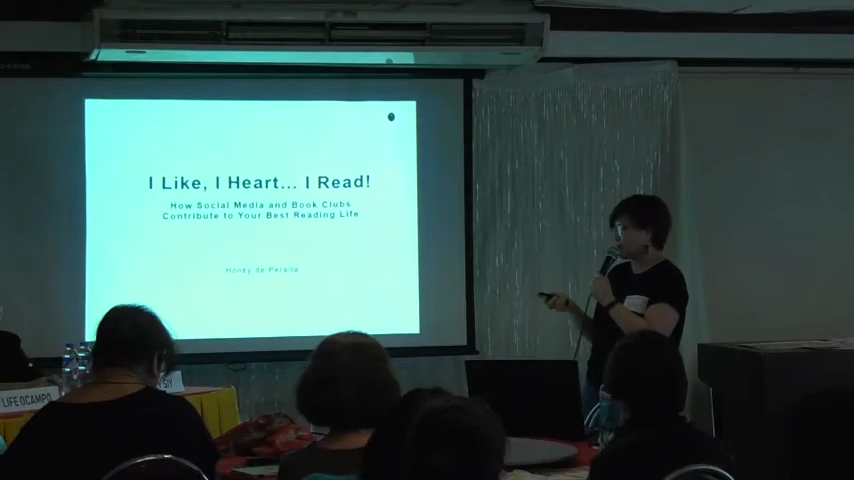 I Like, I Heart... I Read!
How Social Media and Book Clubs
Contribute to Your Best Reading Life
Honey de Peralta
LIFE OCAMPO
SIY